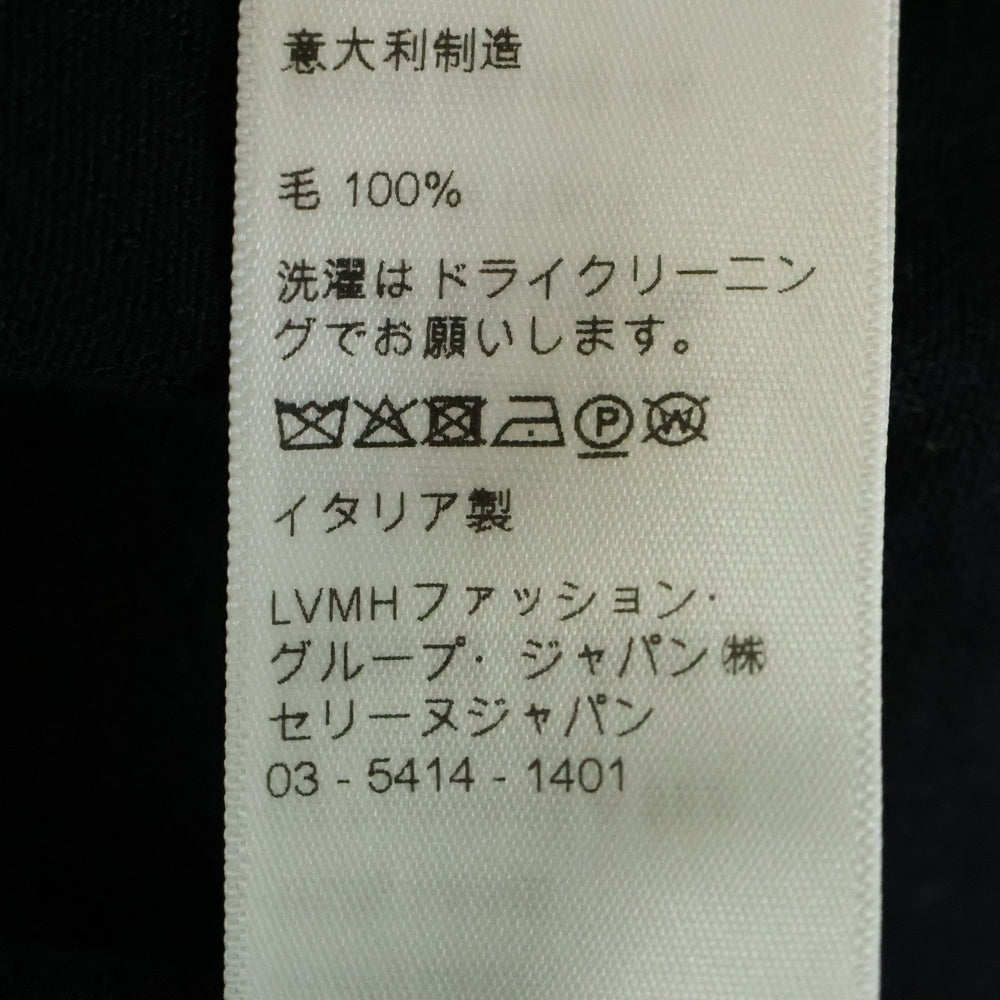 意大利制造
毛 100%
洗濯は ドライクリーニン
グでお願いします。
P W
イタリア製
LVMHファッション・
グループ・ ジャパン㈱
セリーヌジャパン
03 - 5414 - 1401